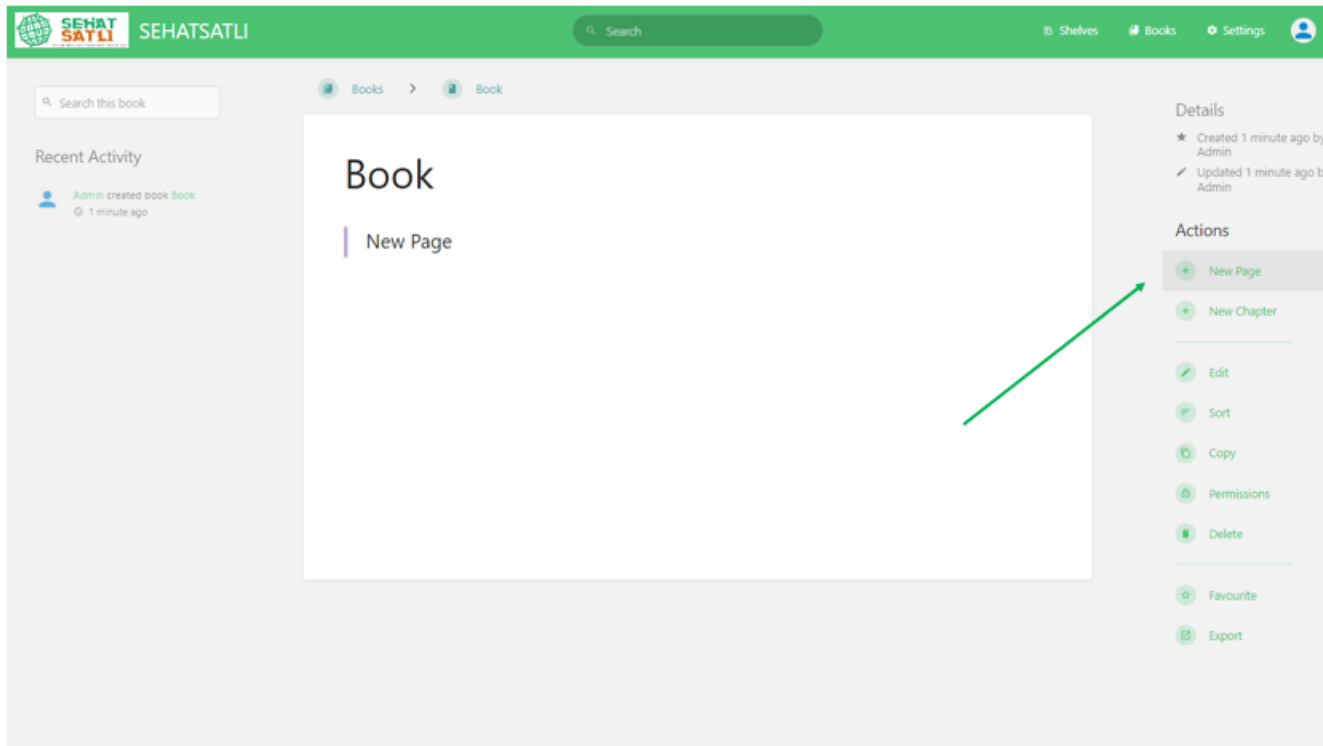 SEHAT
SATLI
SEHATSATLI
Search
Shelves
Books
Settings
Search this book
Recent Activity
Admin created book Book
1 minute ago
Books > Book
Book
New Page
Details
Created 1 minute ago by
Admin
Updated 1 minute ago b
Admin
Actions
New Page
New Chapter
Edit
Sort
Copy
Permissions
Delete
Favourite
Export